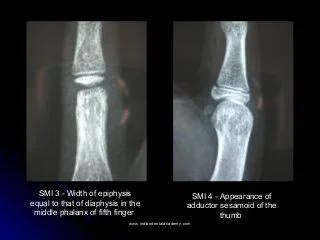 SMI 3 - Width of epiphysis
equal to that of diaphysis in the
middle phalanx of fifth finger
SMI 4 - Appearance of
adductor sesamoid of the
thumb
www.indiandentalacademy.com